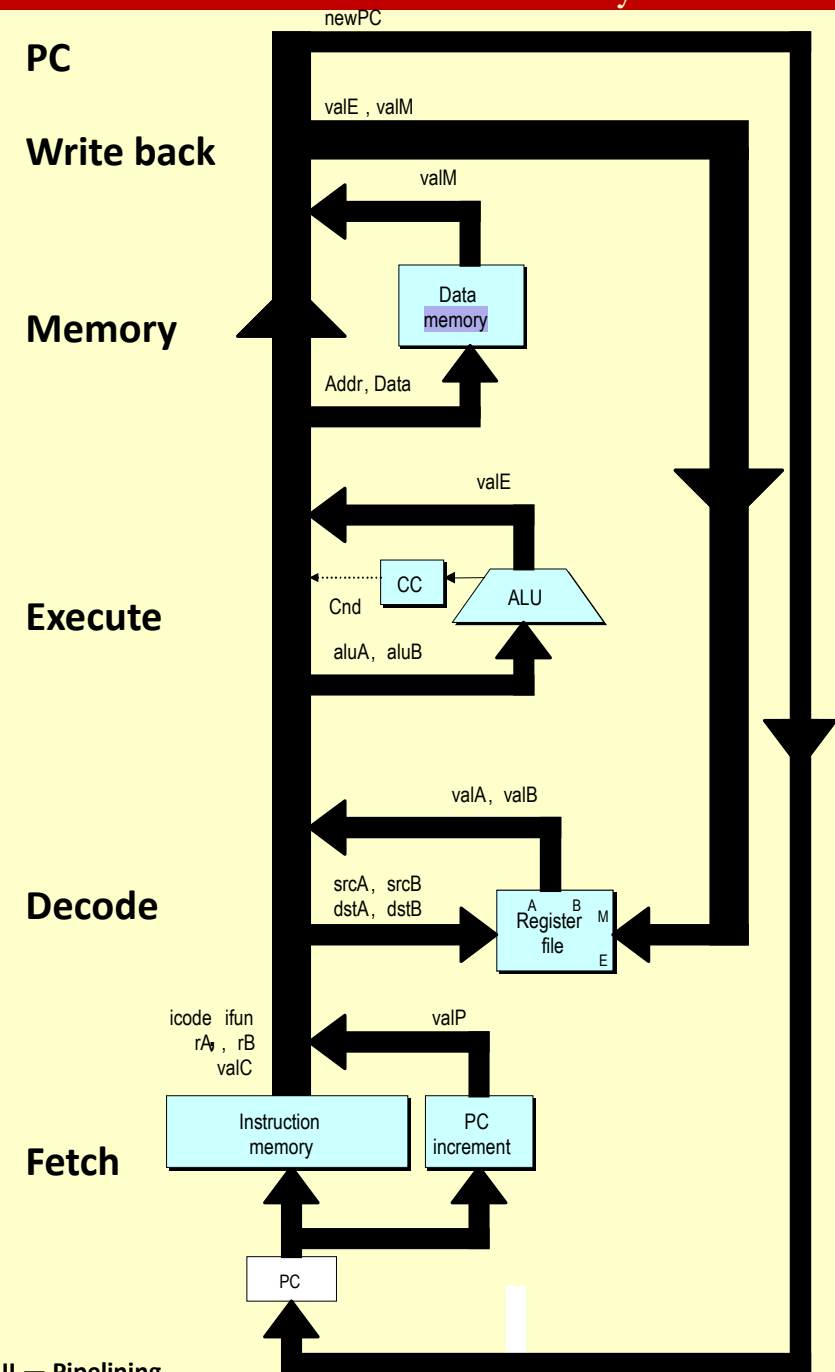 newPC
PC
valE , valM
Write back
valM
Data
memory
Memory
Addr, Data
valE
CC
ALU
Cnd
Execute
aluA, aluB
valA, valB
srcA, srcB
dstA, dstB
A B
M
Register
file
E
Decode
icode ifun
rA, , rB
valC
valP
Instruction
memory
PC
increment
Fetch
PC
Pipelining